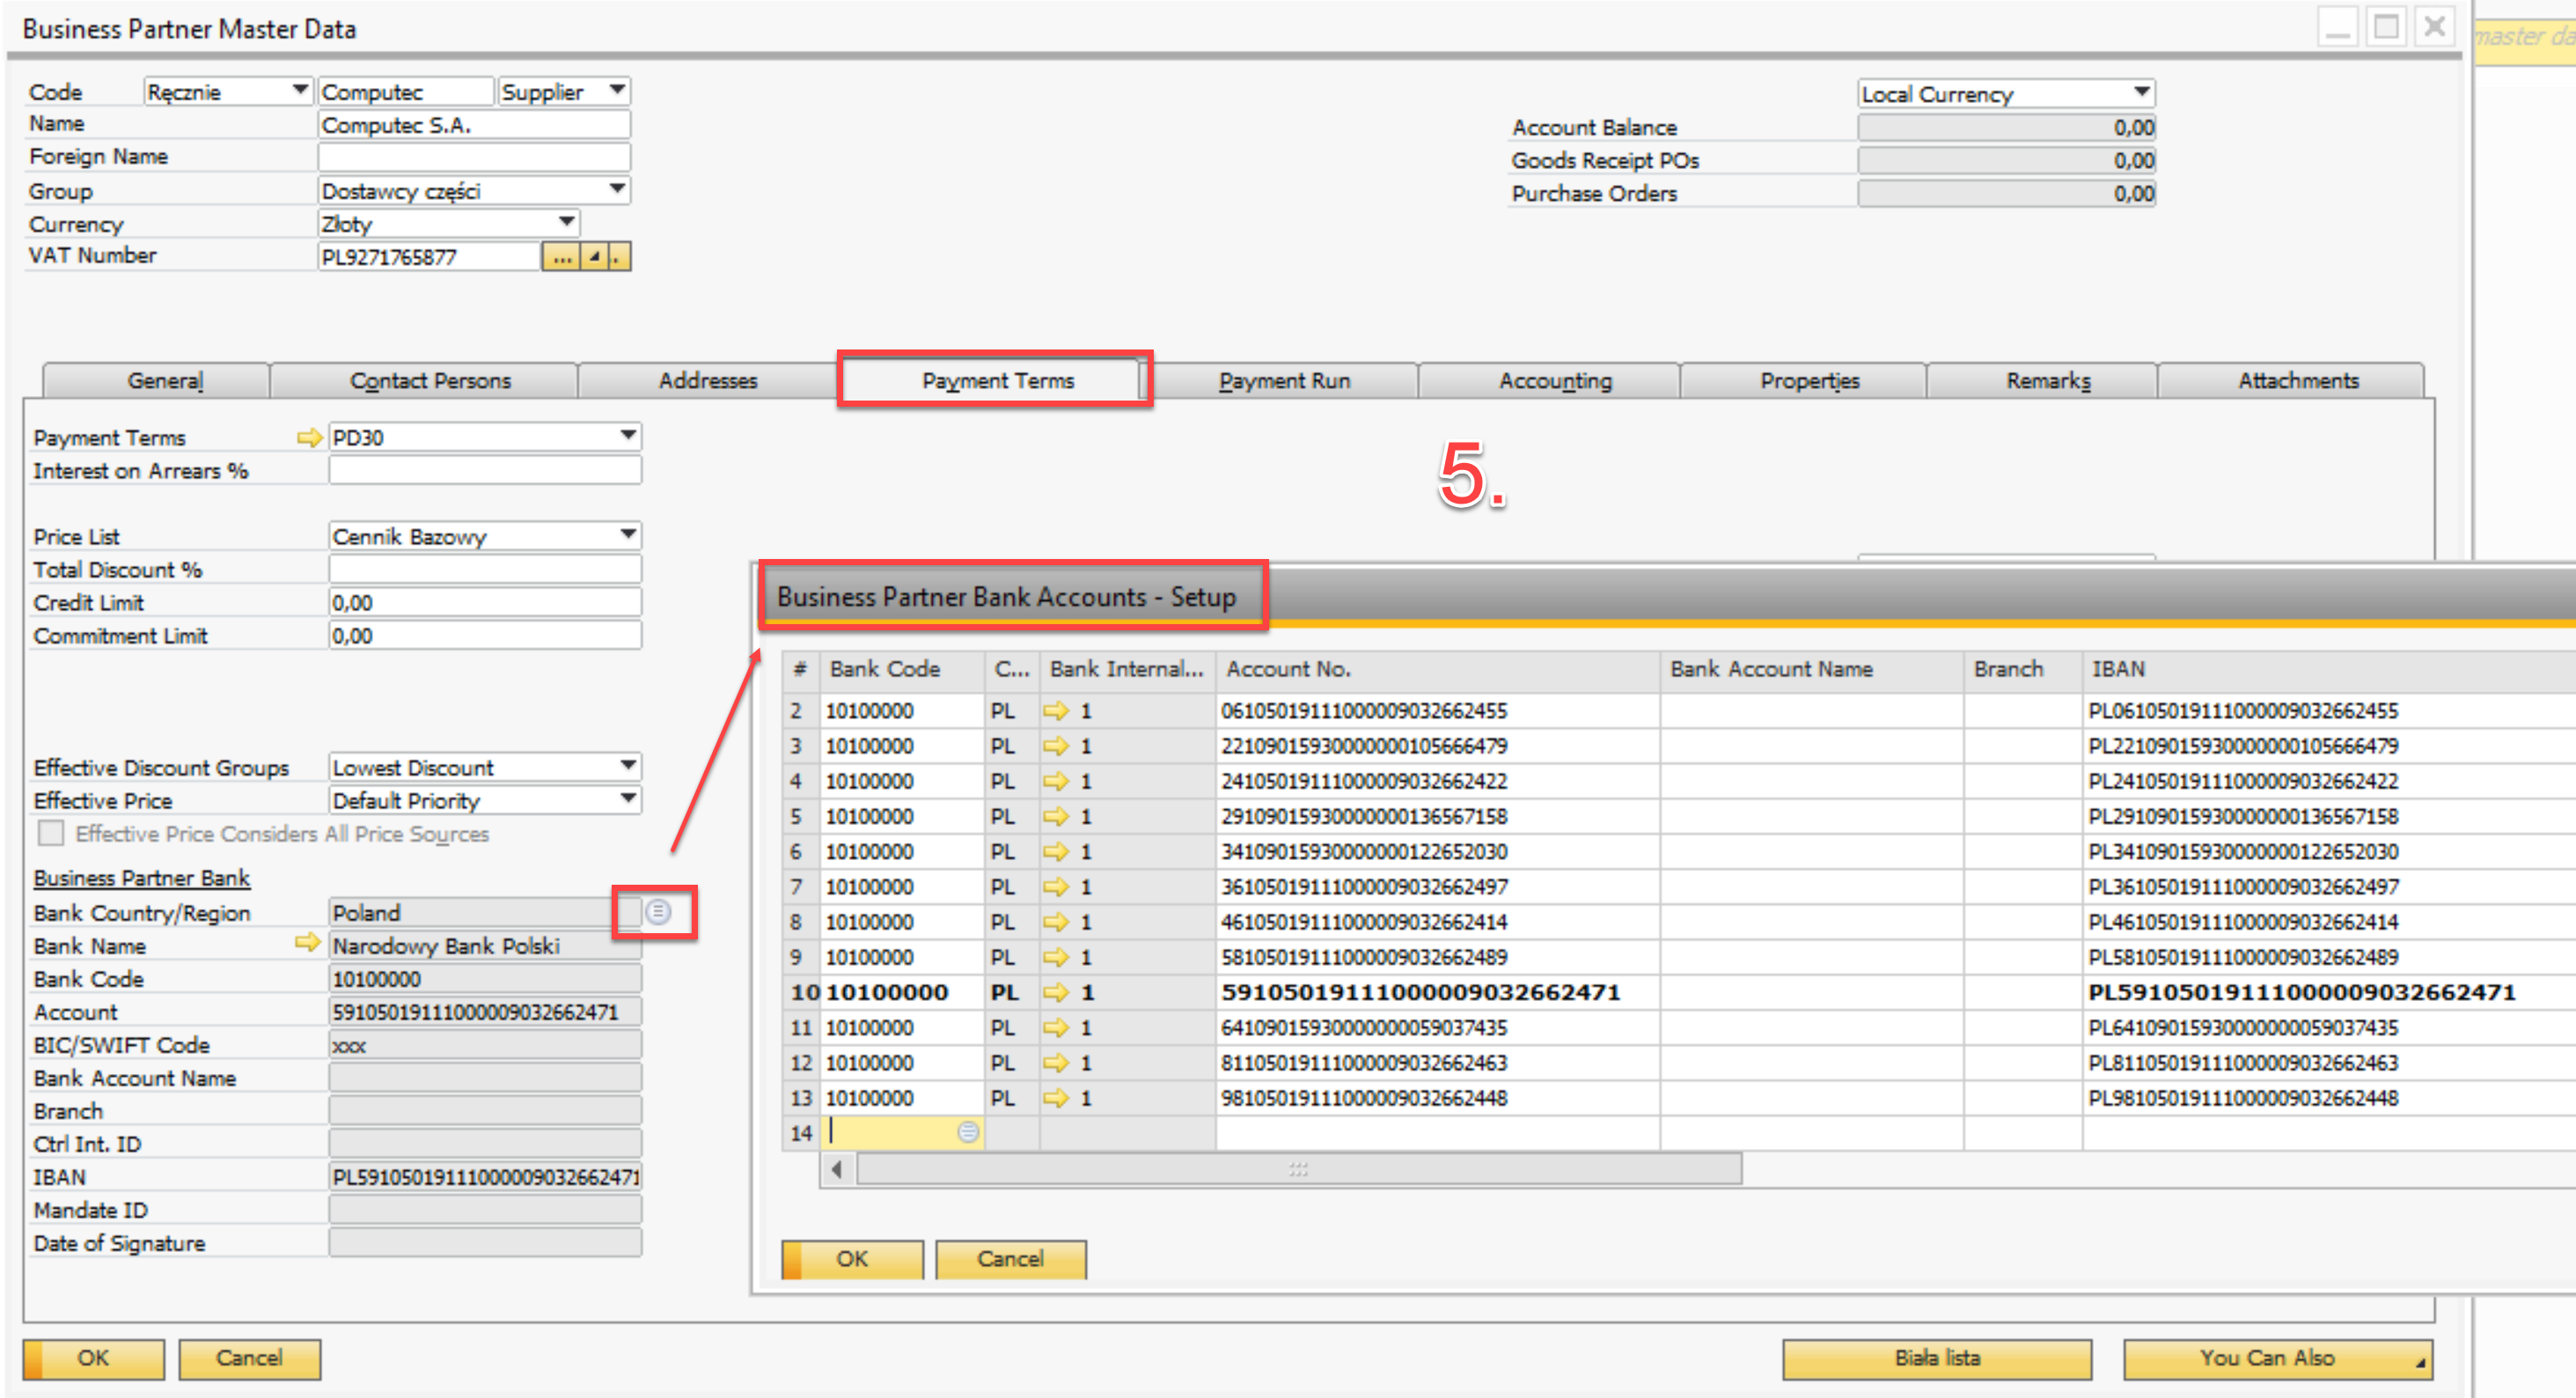 Business Partner Master Data
master da
Code Ręcznie Computec Supplier
Name Computec S.A.
Foreign Name
Group Dostawcy części
Currency Złoty
VAT Number PL9271765877 ... .
Local Currency
Account Balance 0,00
Goods Receipt POs 0,00
Purchase Orders 0,00
General Contact Persons Addresses Payment Terms Payment Run Accounting Properties Remarks Attachments
Payment Terms PD30
Interest on Arrears %
5.
Price List Cennik Bazowy
Total Discount %
Credit Limit 0,00
Commitment Limit 0,00
Effective Discount Groups Lowest Discount
Effective Price Default Priority
Effective Price Considers All Price Sources
Business Partner Bank
Bank Country/Region Poland
Bank Name Narodowy Bank Polski
Bank Code 10100000
Account 59105019111000009032662471
BIC/SWIFT Code xxx
Bank Account Name
Branch
Ctrl Int. ID
IBAN PL59105019111000009032662471
Mandate ID
Date of Signature
Business Partner Bank Accounts - Setup
# Bank Code C... Bank Internal... Account No. Bank Account Name Branch IBAN
2 10100000 PL 1 06105019111000009032662455 PL06105019111000009032662455
3 10100000 PL 1 22109015930000000105666479 PL22109015930000000105666479
4 10100000 PL 1 24105019111000009032662422 PL24105019111000009032662422
5 10100000 PL 1 29109015930000000136567158 PL29109015930000000136567158
6 10100000 PL 1 34109015930000000122652030 PL34109015930000000122652030
7 10100000 PL 1 36105019111000009032662497 PL36105019111000009032662497
8 10100000 PL 1 46105019111000009032662414 PL46105019111000009032662414
9 10100000 PL 1 58105019111000009032662489 PL58105019111000009032662489
10 10100000 PL 1 59105019111000009032662471 PL59105019111000009032662471
11 10100000 PL 1 64109015930000000059037435 PL64109015930000000059037435
12 10100000 PL 1 81105019111000009032662463 PL81105019111000009032662463
13 10100000 PL 1 98105019111000009032662448 PL98105019111000009032662448
14
OK Cancel
OK Cancel Biała lista You Can Also